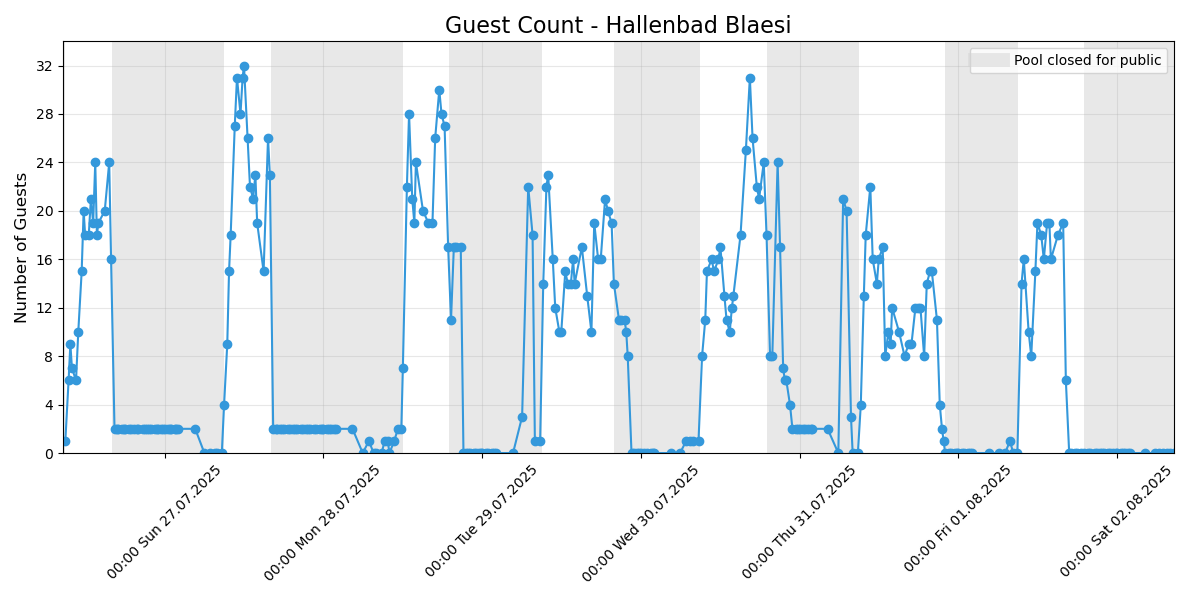 Guest Count - Hallenbad Blaesi
Pool closed for public
Number of Guests
32
28
24
20
16
12
8
4
0
00:00 Sun 27.07.2025
00:00 Mon 28.07.2025
00:00 Tue 29.07.2025
00:00 Wed 30.07.2025
00:00 Thu 31.07.2025
00:00 Fri 01.08.2025
00:00 Sat 02.08.2025